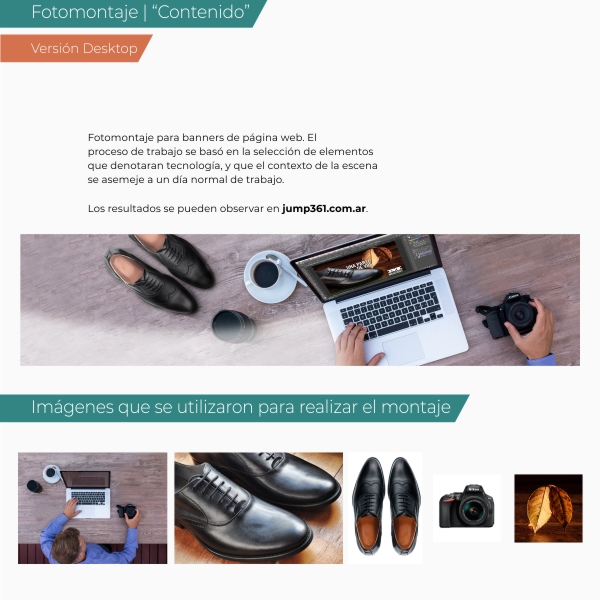 Fotomontaje | “Contenido”
Versión Desktop
Fotomontaje para banners de página web. El
proceso de trabajo se basó en la selección de elementos
que denotaran tecnología, y que el contexto de la escena
se asemeje a un día normal de trabajo.
Los resultados se pueden observar en jump361.com.ar.
Imágenes que se utilizaron para realizar el montaje